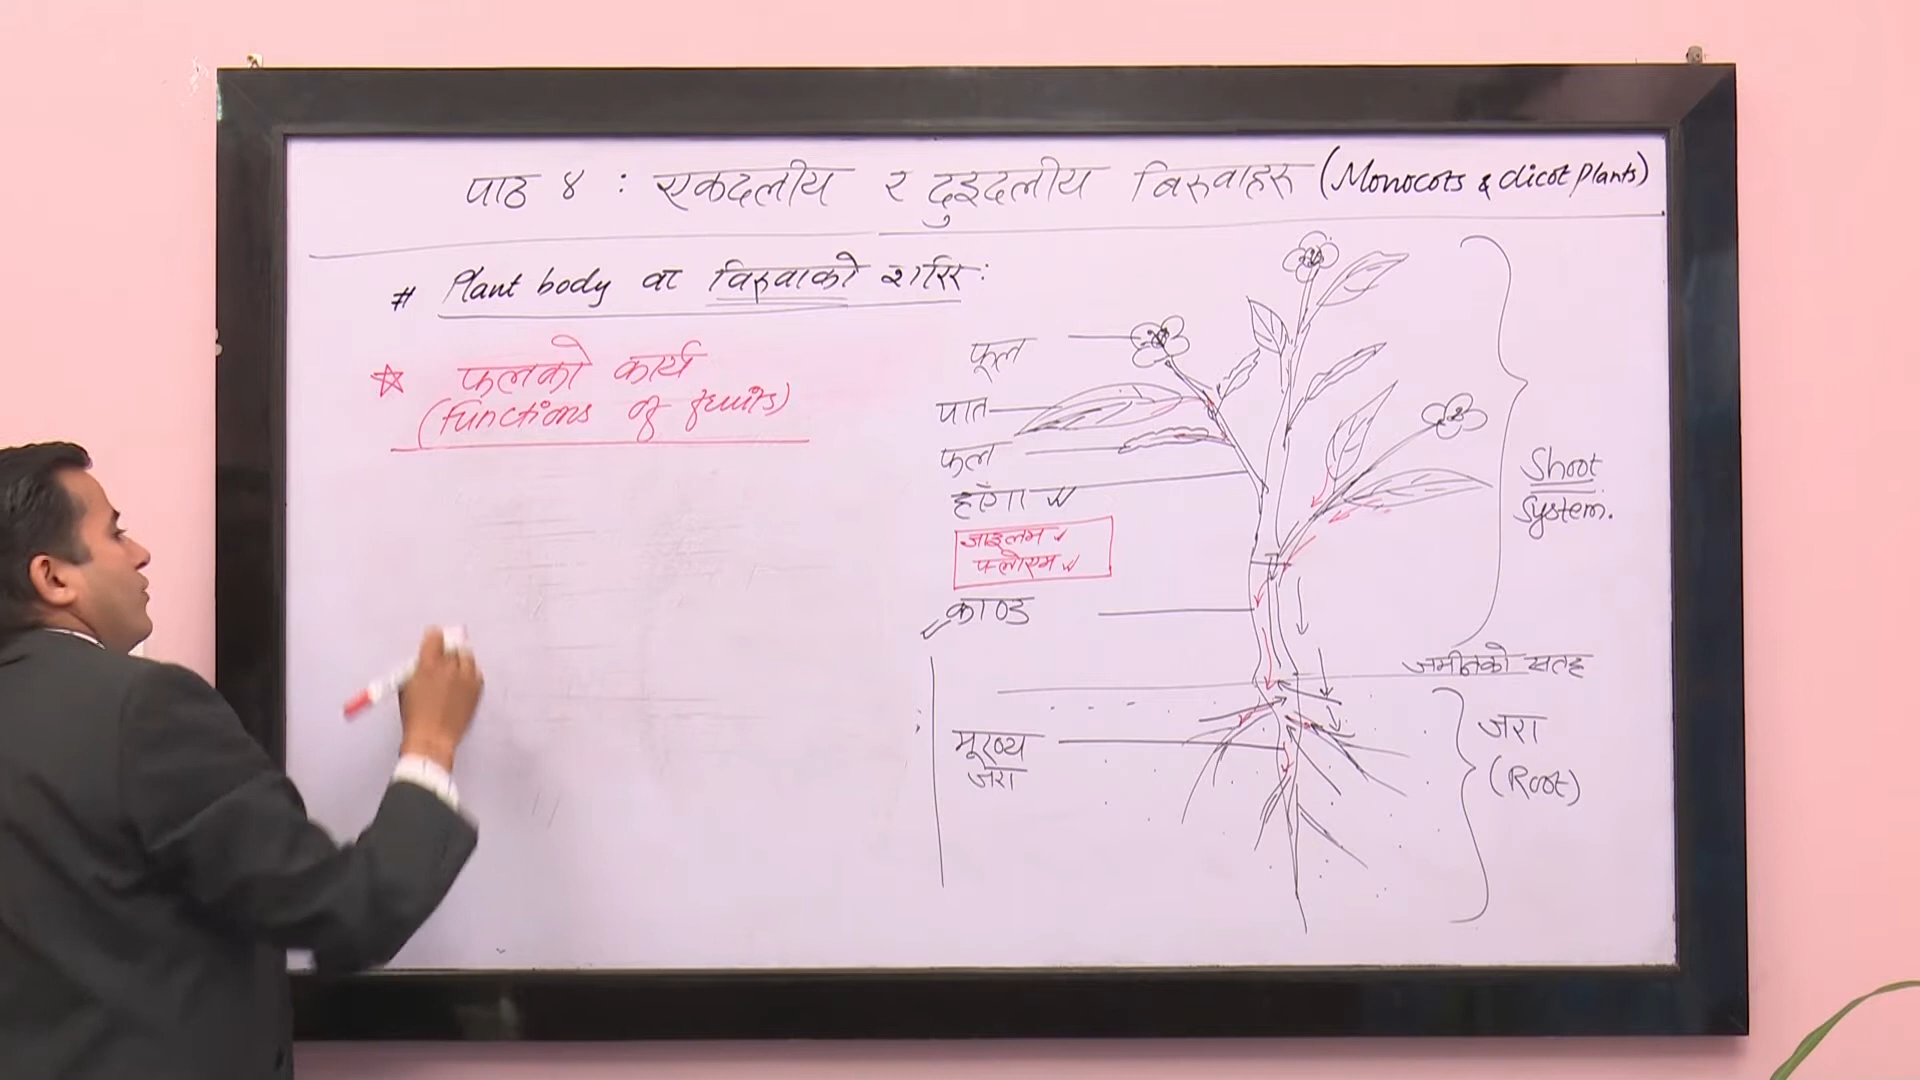 पाठ ४ : एकदलीय र दुइदलीय बिरुवाहरु (Monocots & dicot plants)
# Plant body वा विरुवाको शरिर:
☆ फलको कार्य
(functions of fruits)
फूल
पात
फल
हाँगा
जाइलम ✓
फ्लोएम ✓
काण्ड
मूख्य
जरा
Shoot
System.
जमीनको सतह
जरा
(Root)